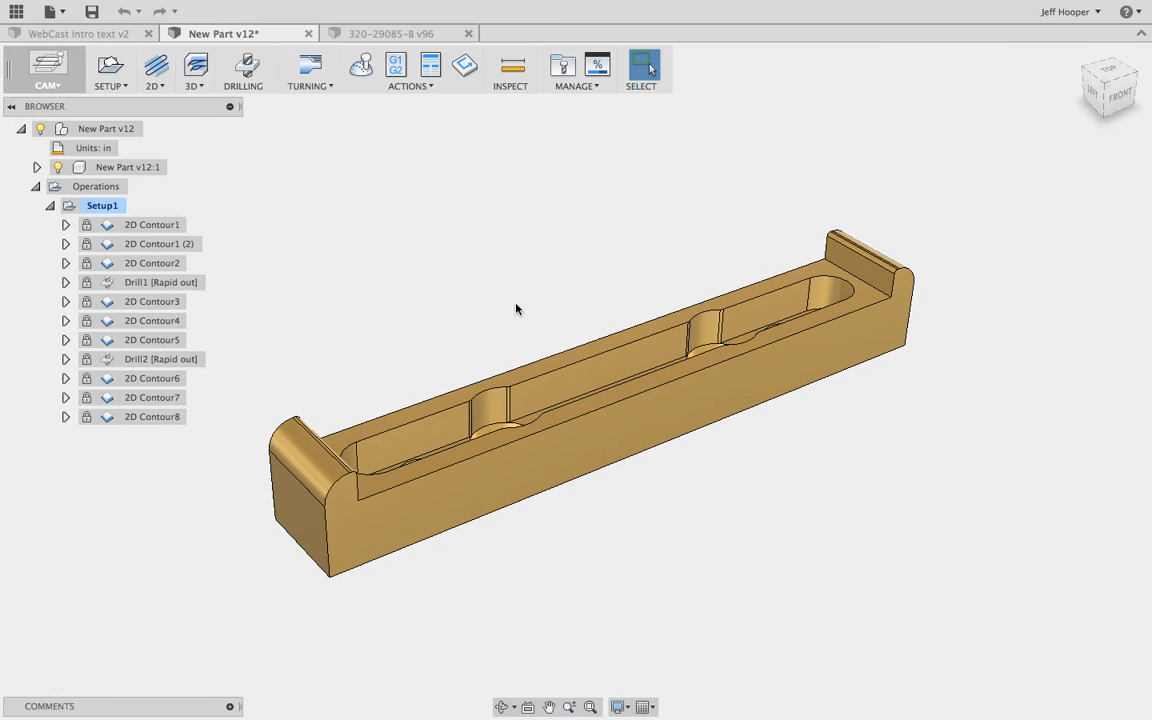 Jeff Hooper
WebCast Intro text v2
New Part v12*
320-29085-B v96
CAM
SETUP
2D
3D
DRILLING
TURNING
G1
G2
ACTIONS
INSPECT
%
MANAGE
SELECT
TOP
LEFT
FRONT
BROWSER
New Part v12
Units: in
New Part v12:1
Operations
Setup1
2D Contour1
2D Contour1 (2)
2D Contour2
Drill1 [Rapid out]
2D Contour3
2D Contour4
2D Contour5
Drill2 [Rapid out]
2D Contour6
2D Contour7
2D Contour8
COMMENTS